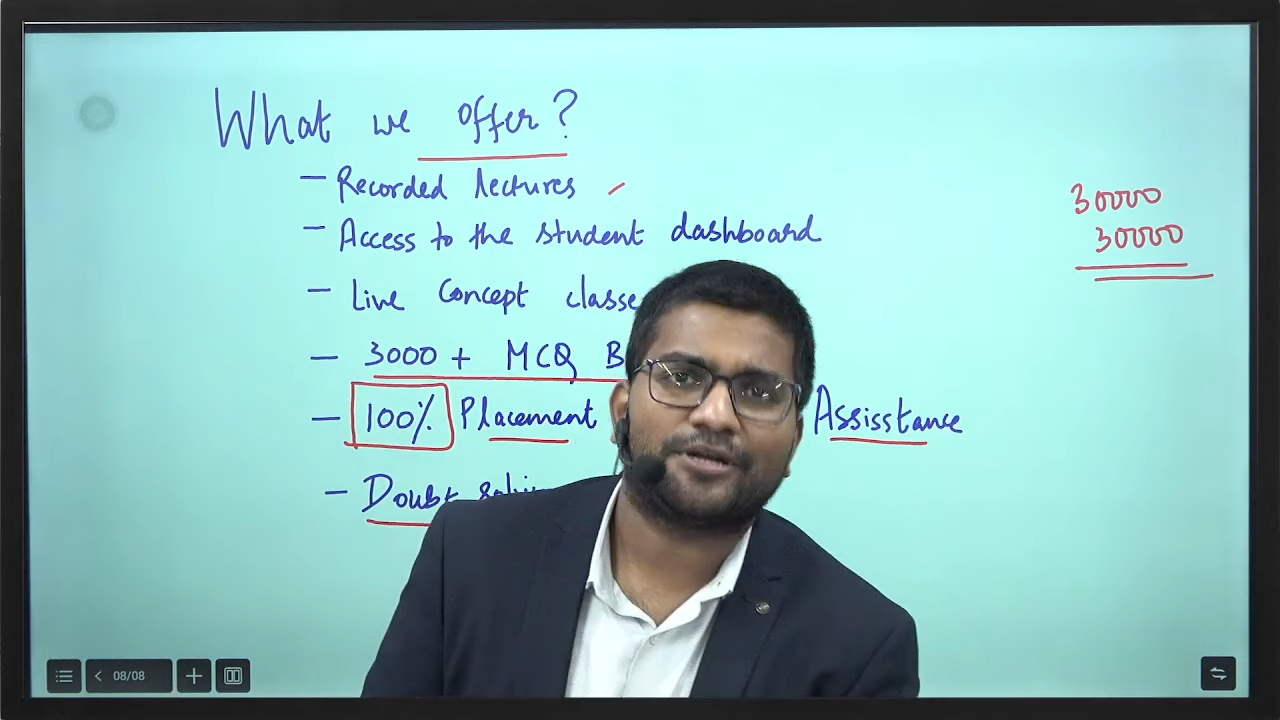 What we offer?
- Recorded lectures
- Access to the student dashboard
- Live Concept classe
- 3000 + MCQ B
- 100% Placement Assisstance
- Doubt
30000
30000
08/08